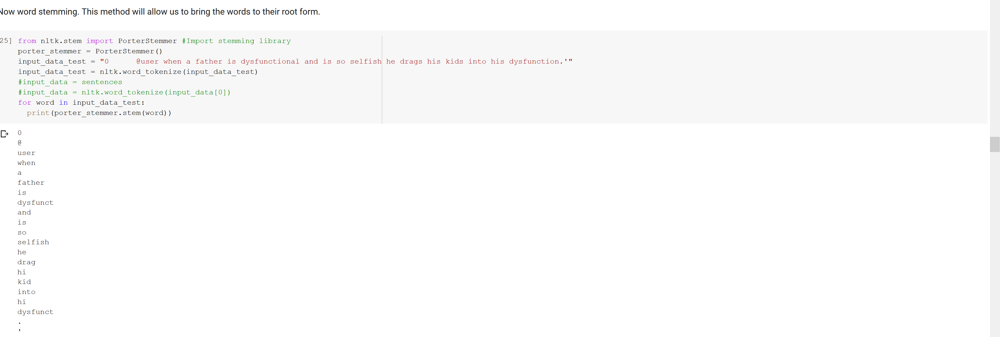 Now word stemming. This method will allow us to bring the words to their root form.
25] from nltk.stem import PorterStemmer #Import stemming library
porter_stemmer = PorterStemmer()
input_data_test = "0      @user when a father is dysfunctional and is so selfish he drags his kids into his dysfunction.'"
input_data_test = nltk.word_tokenize(input_data_test)
#input_data = sentences
#input_data = nltk.word_tokenize(input_data[0])
for word in input_data_test:
  print(porter_stemmer.stem(word))
0
@
user
when
a
father
is
dysfunct
and
is
so
selfish
he
drag
hi
kid
into
hi
dysfunct
.
'